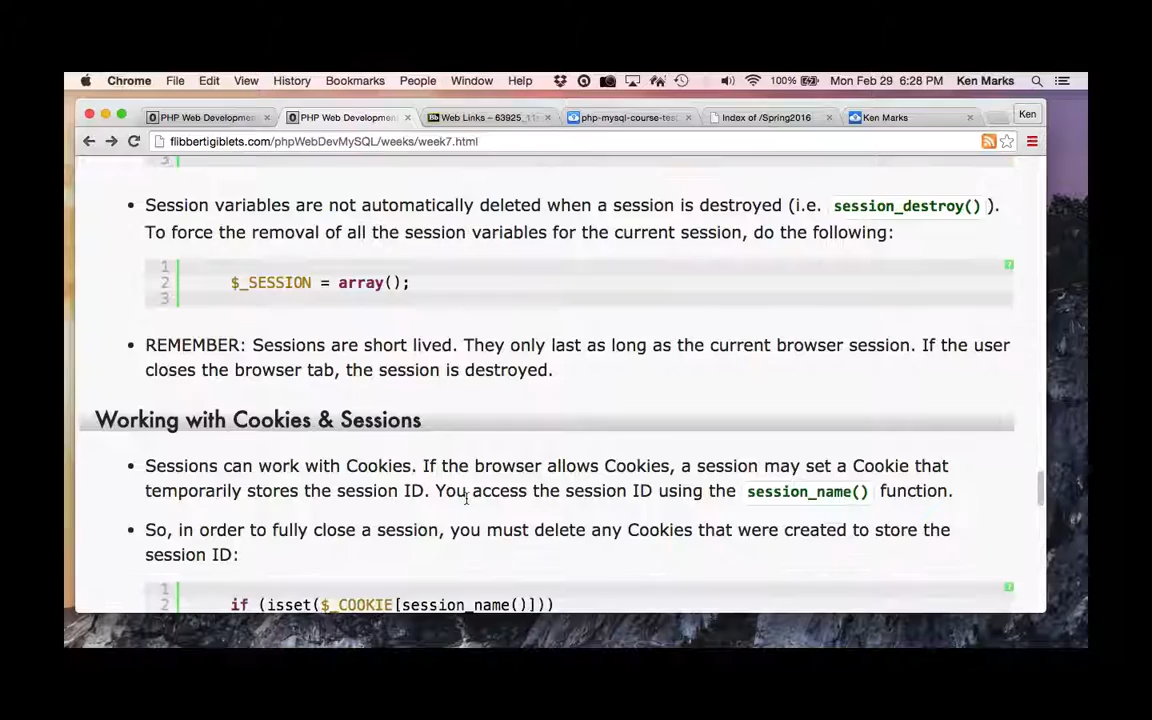 Chrome File Edit View History Bookmarks People Window Help 100% Mon Feb 29 6:28 PM Ken Marks
PHP Web Developmen × PHP Web Developmen × Bb Web Links – 63925_11 × php-mysql-course-tes × Index of /Spring2016 × Ken Marks × Ken
flibbertigiblets.com/phpWebDevMySQL/weeks/week7.html
3
• Session variables are not automatically deleted when a session is destroyed (i.e. session_destroy() ).
To force the removal of all the session variables for the current session, do the following:
1
2 $_SESSION = array();
3
• REMEMBER: Sessions are short lived. They only last as long as the current browser session. If the user
closes the browser tab, the session is destroyed.
Working with Cookies & Sessions
• Sessions can work with Cookies. If the browser allows Cookies, a session may set a Cookie that
temporarily stores the session ID. You access the session ID using the session_name() function.
• So, in order to fully close a session, you must delete any Cookies that were created to store the
session ID:
1
2 if (isset($_COOKIE[session_name()]))